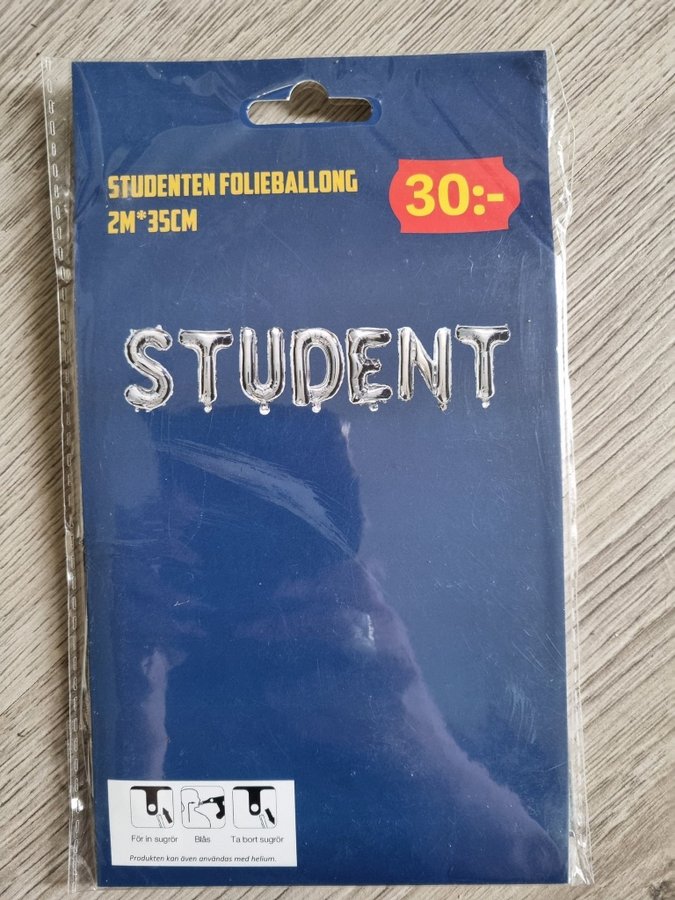 STUDENTEN FOLIEBALLONG
2M*35CM
30:-
STUDENT
För in sugrör
Blås
Ta bort sugrör
Produkten kan även användas med helium.